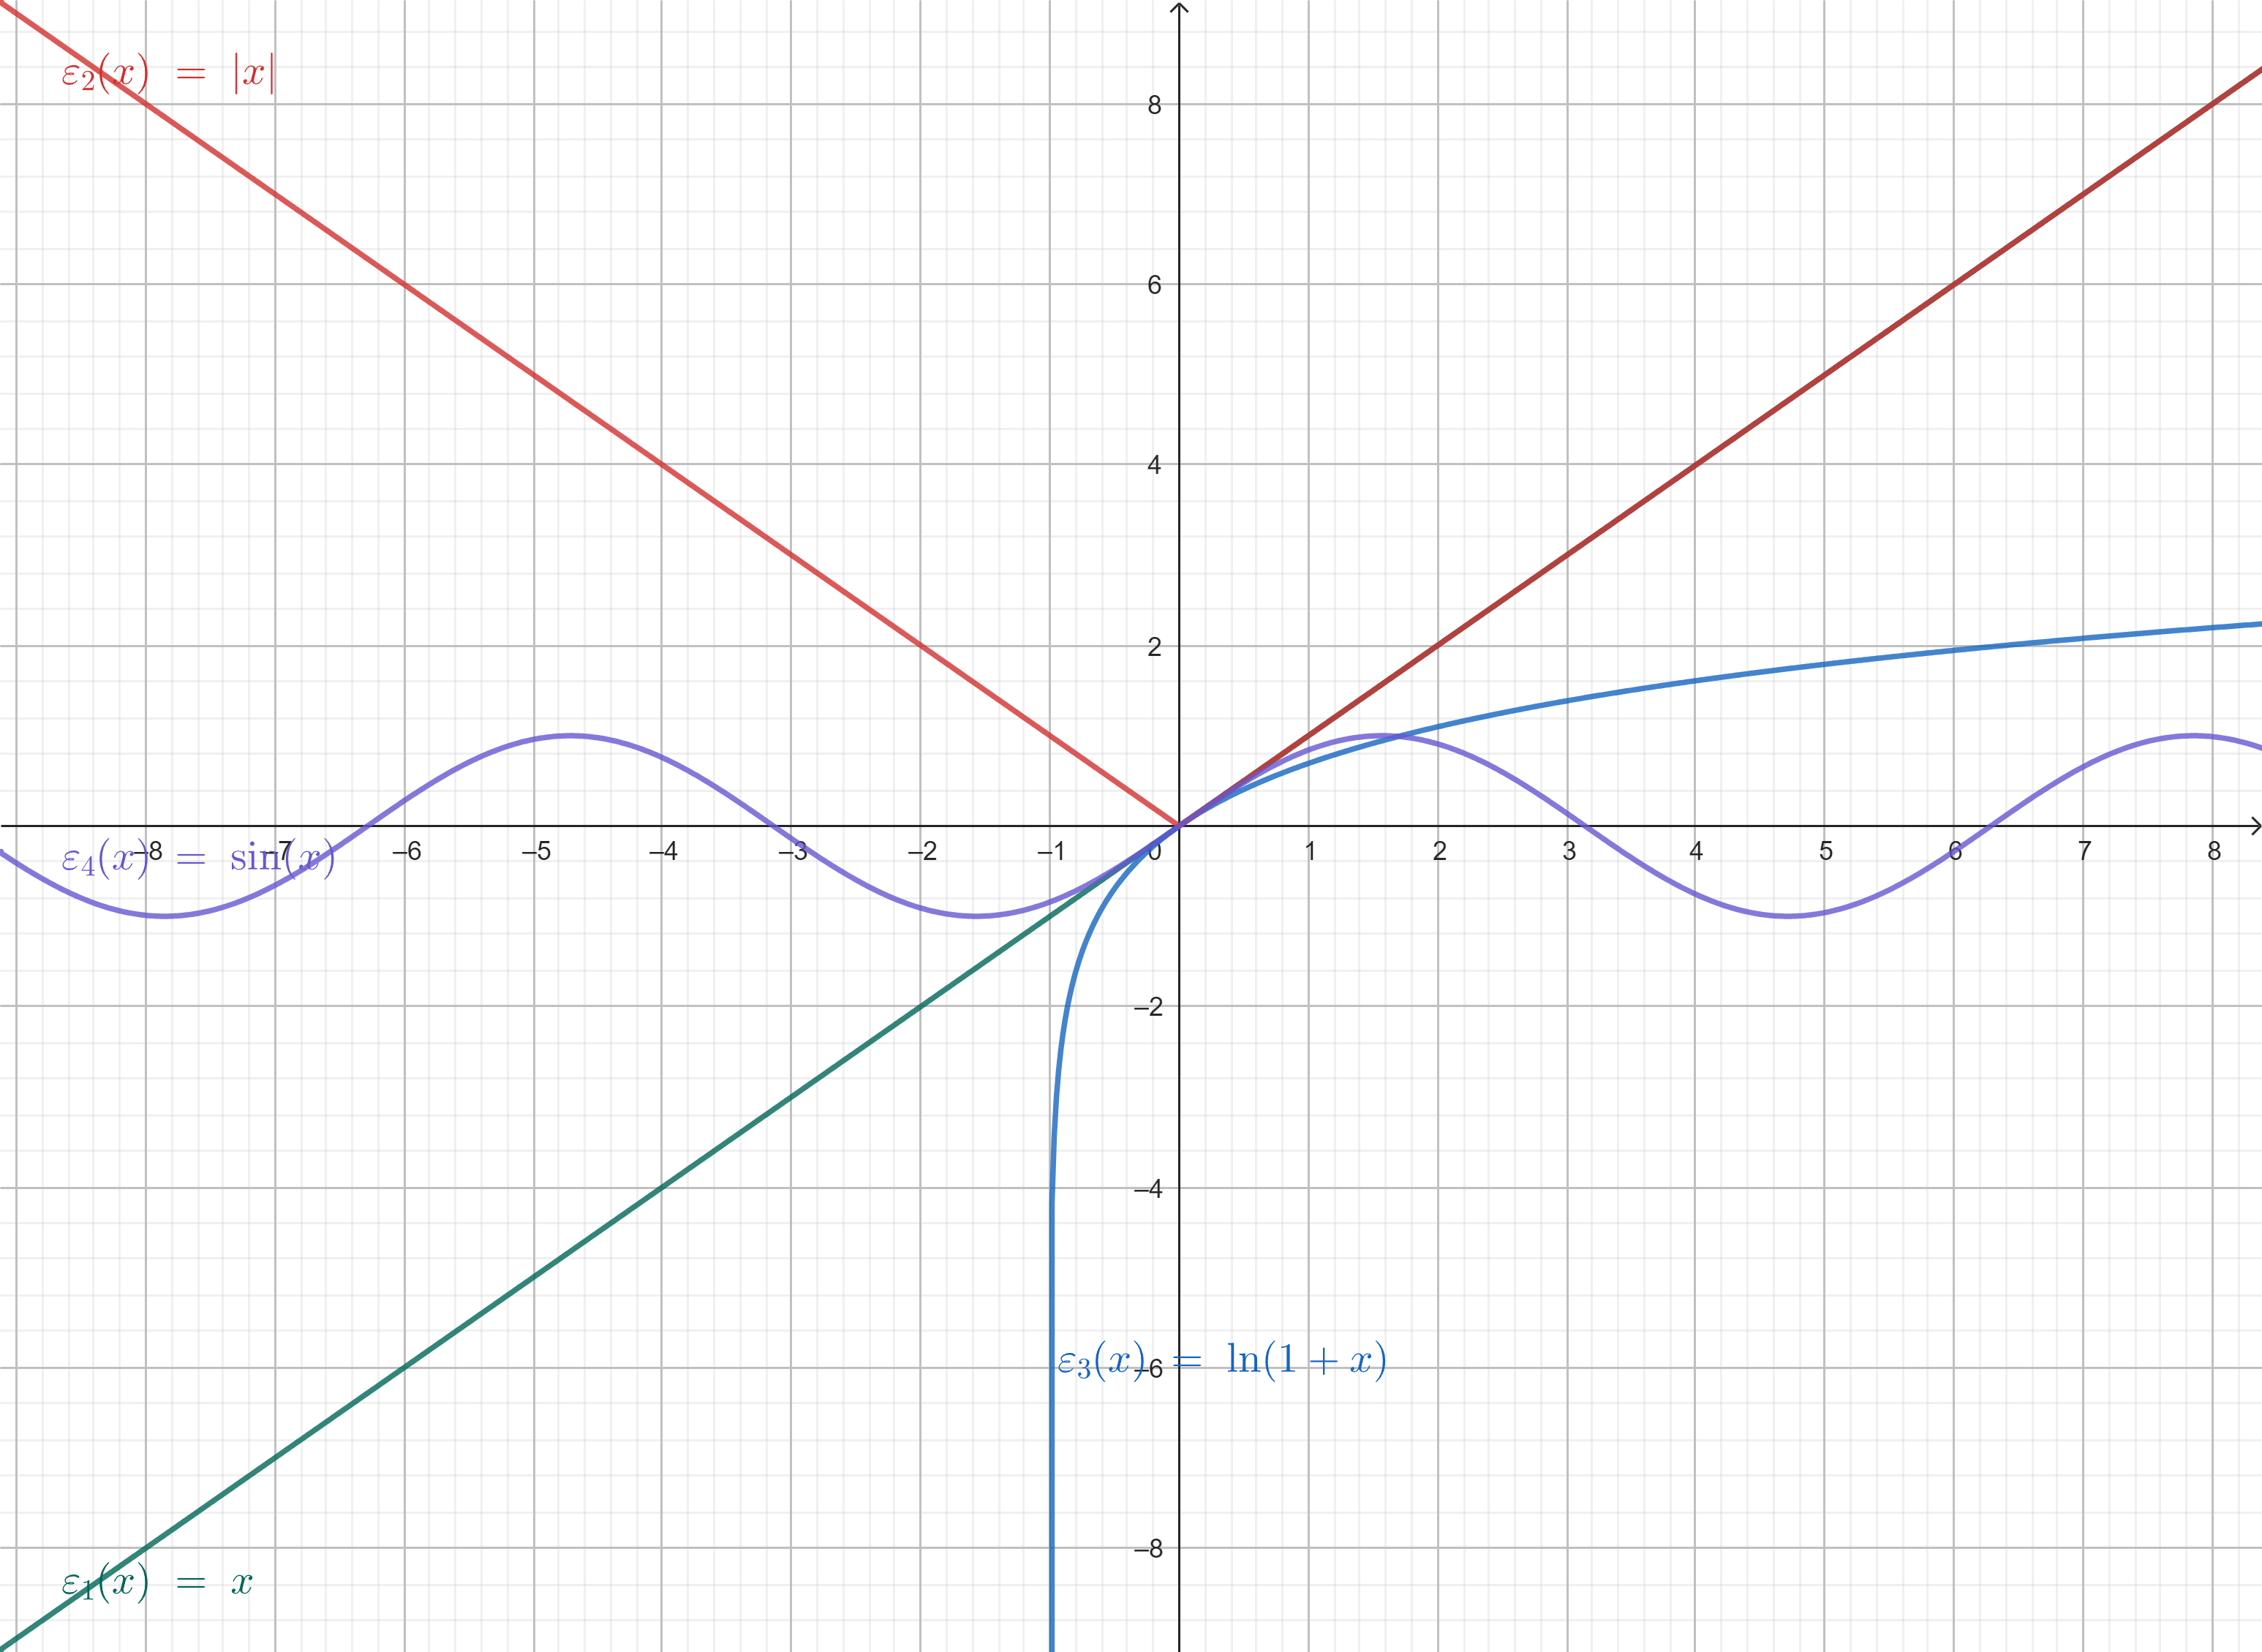 ε₂(x) = |x|
8
6
4
2
–8 –7 –6 –5 –4 –3 –2 –1 0 1 2 3 4 5 6 7 8
ε₄(x) = sin(x)
–2
–4
ε₃(x) = ln(1 + x)
–6
–8
ε₁(x) = x